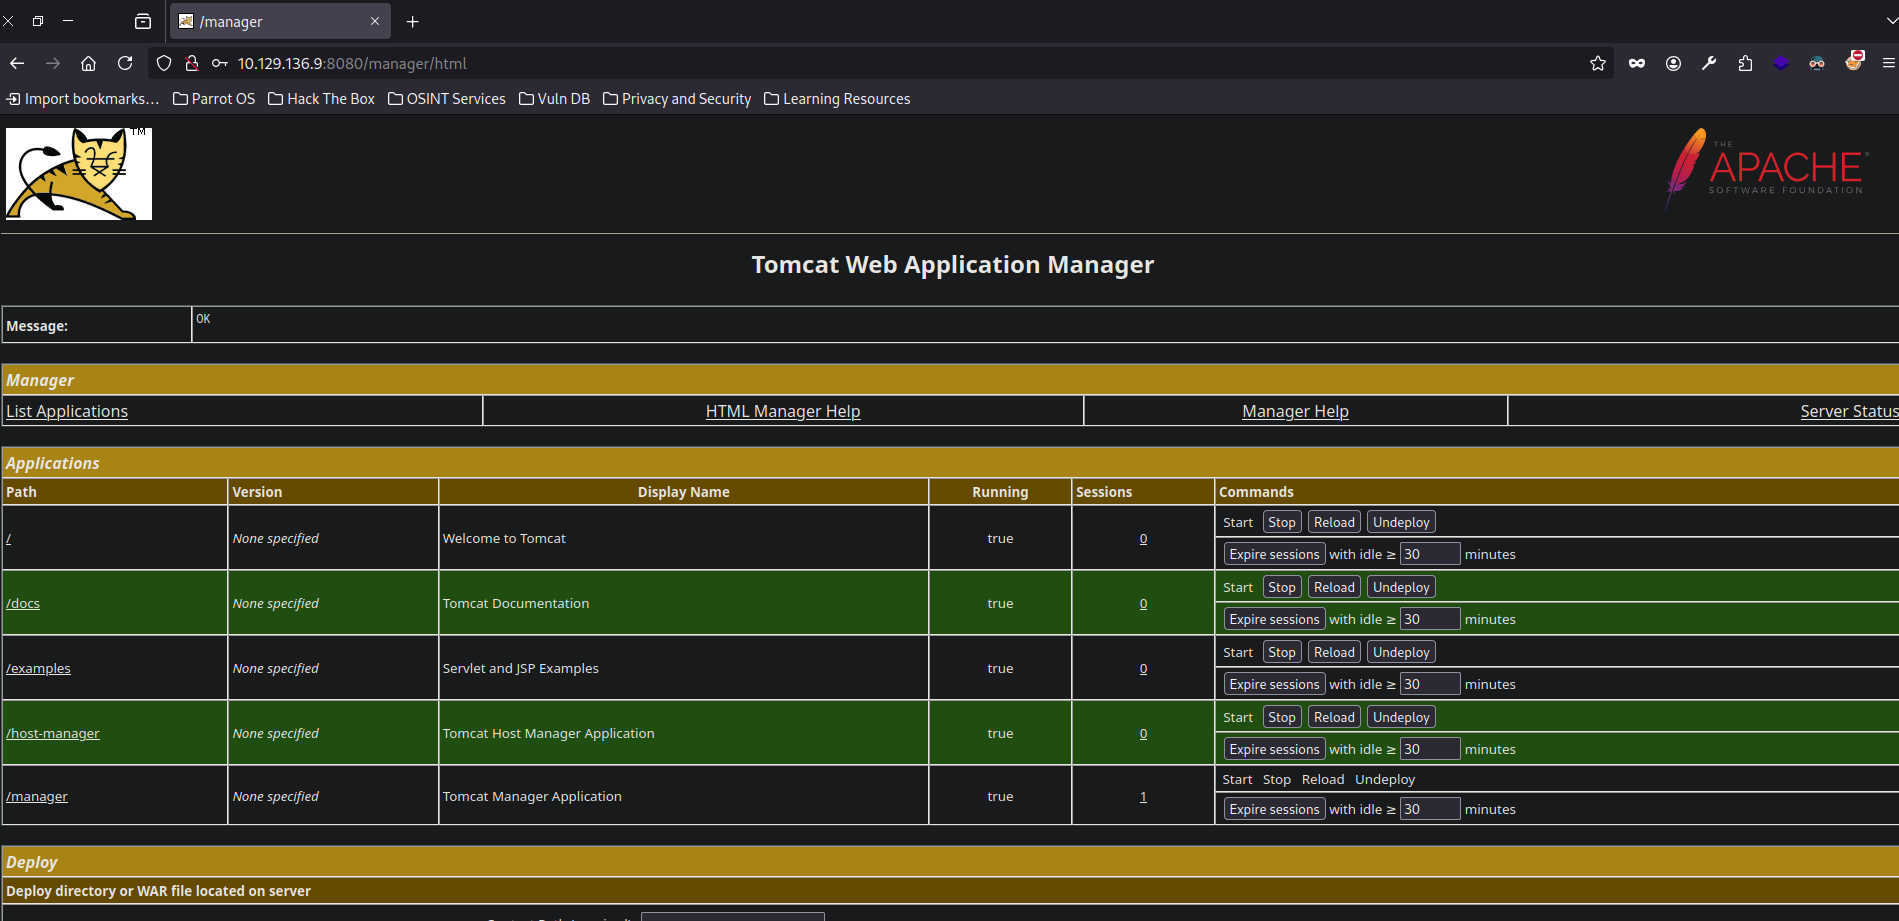 /manager
10.129.136.9:8080/manager/html
Import bookmarks... Parrot OS Hack The Box OSINT Services Vuln DB Privacy and Security Learning Resources
TM
THE
APACHE®
SOFTWARE FOUNDATION
Tomcat Web Application Manager
Message: OK
Manager
List Applications HTML Manager Help Manager Help Server Status
Applications
Path Version Display Name Running Sessions Commands
/ None specified Welcome to Tomcat true 0 Start Stop Reload Undeploy
Expire sessions with idle ≥ 30 minutes
/docs None specified Tomcat Documentation true 0 Start Stop Reload Undeploy
Expire sessions with idle ≥ 30 minutes
/examples None specified Servlet and JSP Examples true 0 Start Stop Reload Undeploy
Expire sessions with idle ≥ 30 minutes
/host-manager None specified Tomcat Host Manager Application true 0 Start Stop Reload Undeploy
Expire sessions with idle ≥ 30 minutes
/manager None specified Tomcat Manager Application true 1 Start Stop Reload Undeploy
Expire sessions with idle ≥ 30 minutes
Deploy
Deploy directory or WAR file located on server